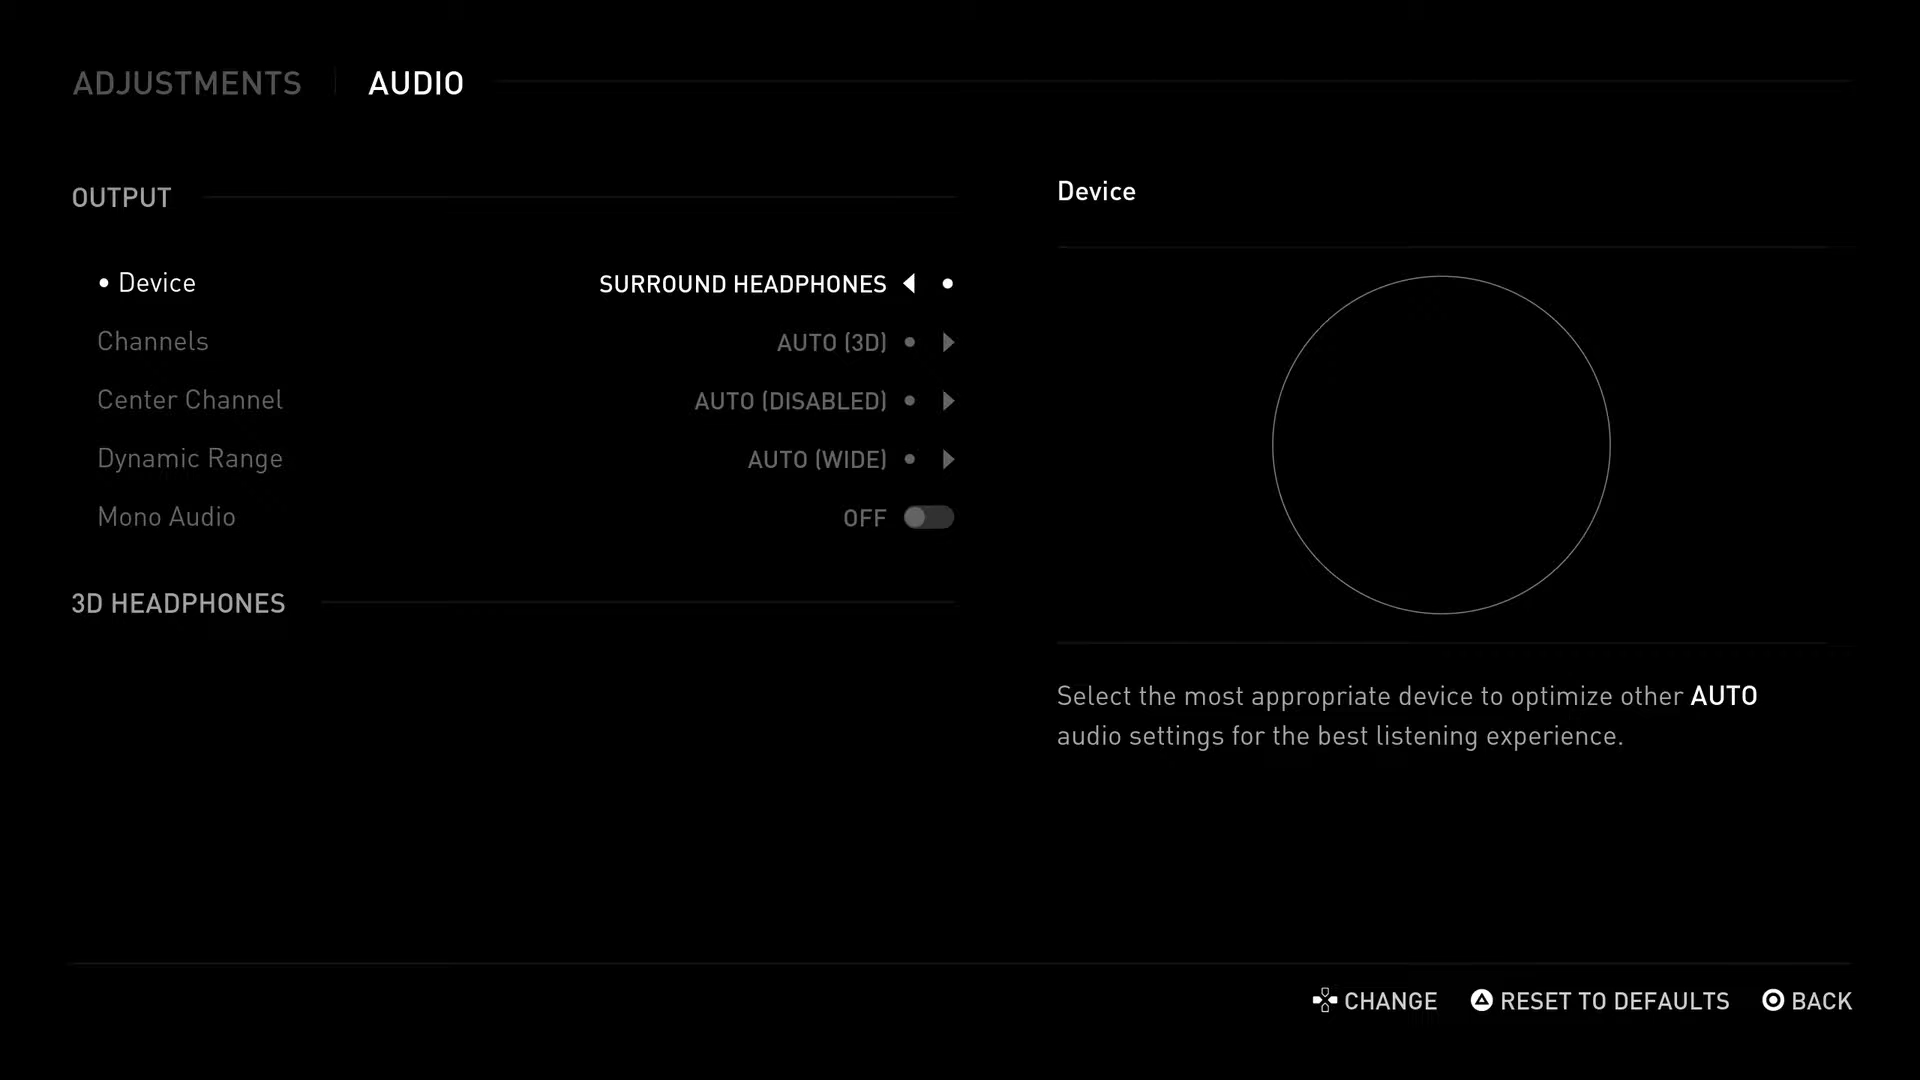 ADJUSTMENTS AUDIO
OUTPUT
• Device SURROUND HEADPHONES
Channels AUTO (3D)
Center Channel AUTO (DISABLED)
Dynamic Range AUTO (WIDE)
Mono Audio OFF
3D HEADPHONES
Device
Select the most appropriate device to optimize other AUTO
audio settings for the best listening experience.
CHANGE RESET TO DEFAULTS BACK